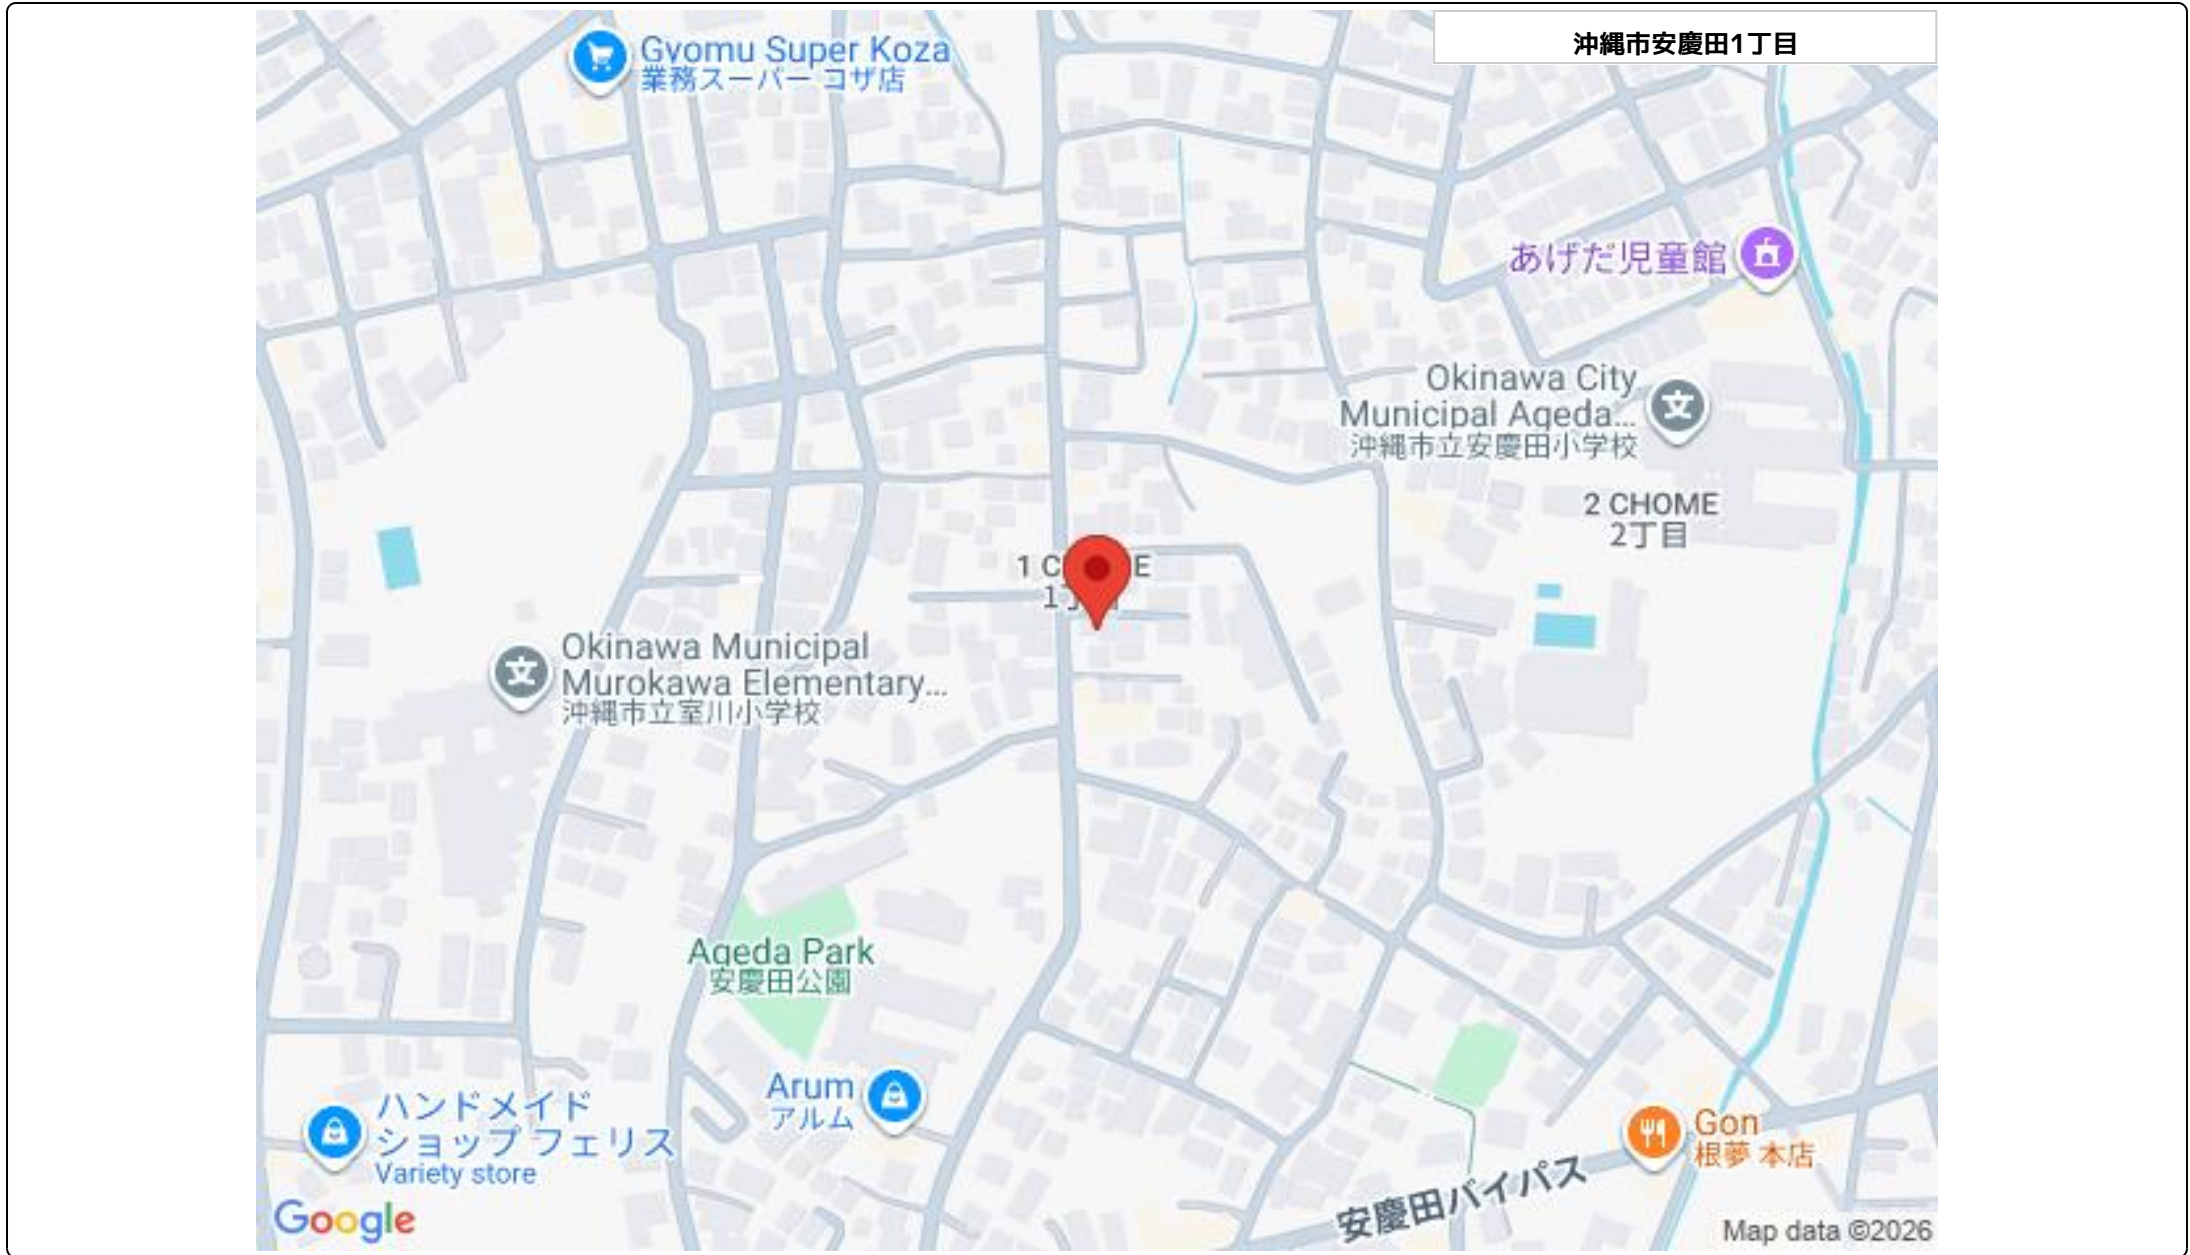 沖縄市安慶田1丁目
Gyomu Super Koza
業務スーパー コザ店
あげだ児童館
Okinawa City
Municipal Ageda...
沖縄市立安慶田小学校
2 CHOME
2丁目
1 C E
1丁目
Okinawa Municipal
Murokawa Elementary...
沖縄市立室川小学校
Ageda Park
安慶田公園
Arum
アルム
ハンドメイド
ショップ フェリス
Variety store
Gon
根夢 本店
安慶田バイパス
Google
Map data ©2026